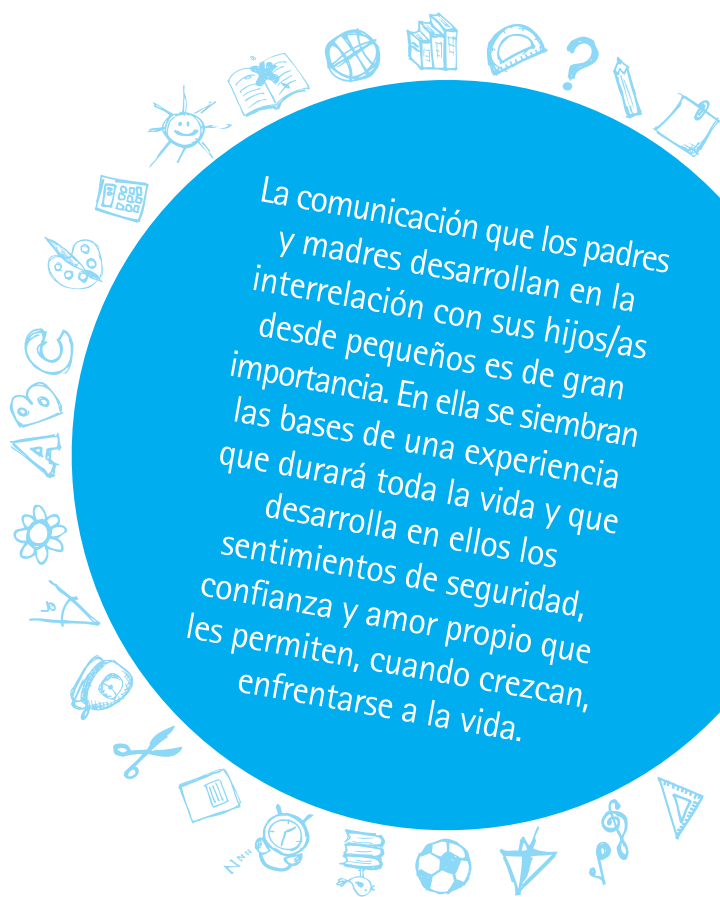 La comunicación que los padres
y madres desarrollan en la
interrelación con sus hijos/as
desde pequeños es de gran
importancia. En ella se siembran
las bases de una experiencia
que durará toda la vida y que
desarrolla en ellos los
sentimientos de seguridad,
confianza y amor propio que
les permiten, cuando crezcan,
enfrentarse a la vida.
ABC
?